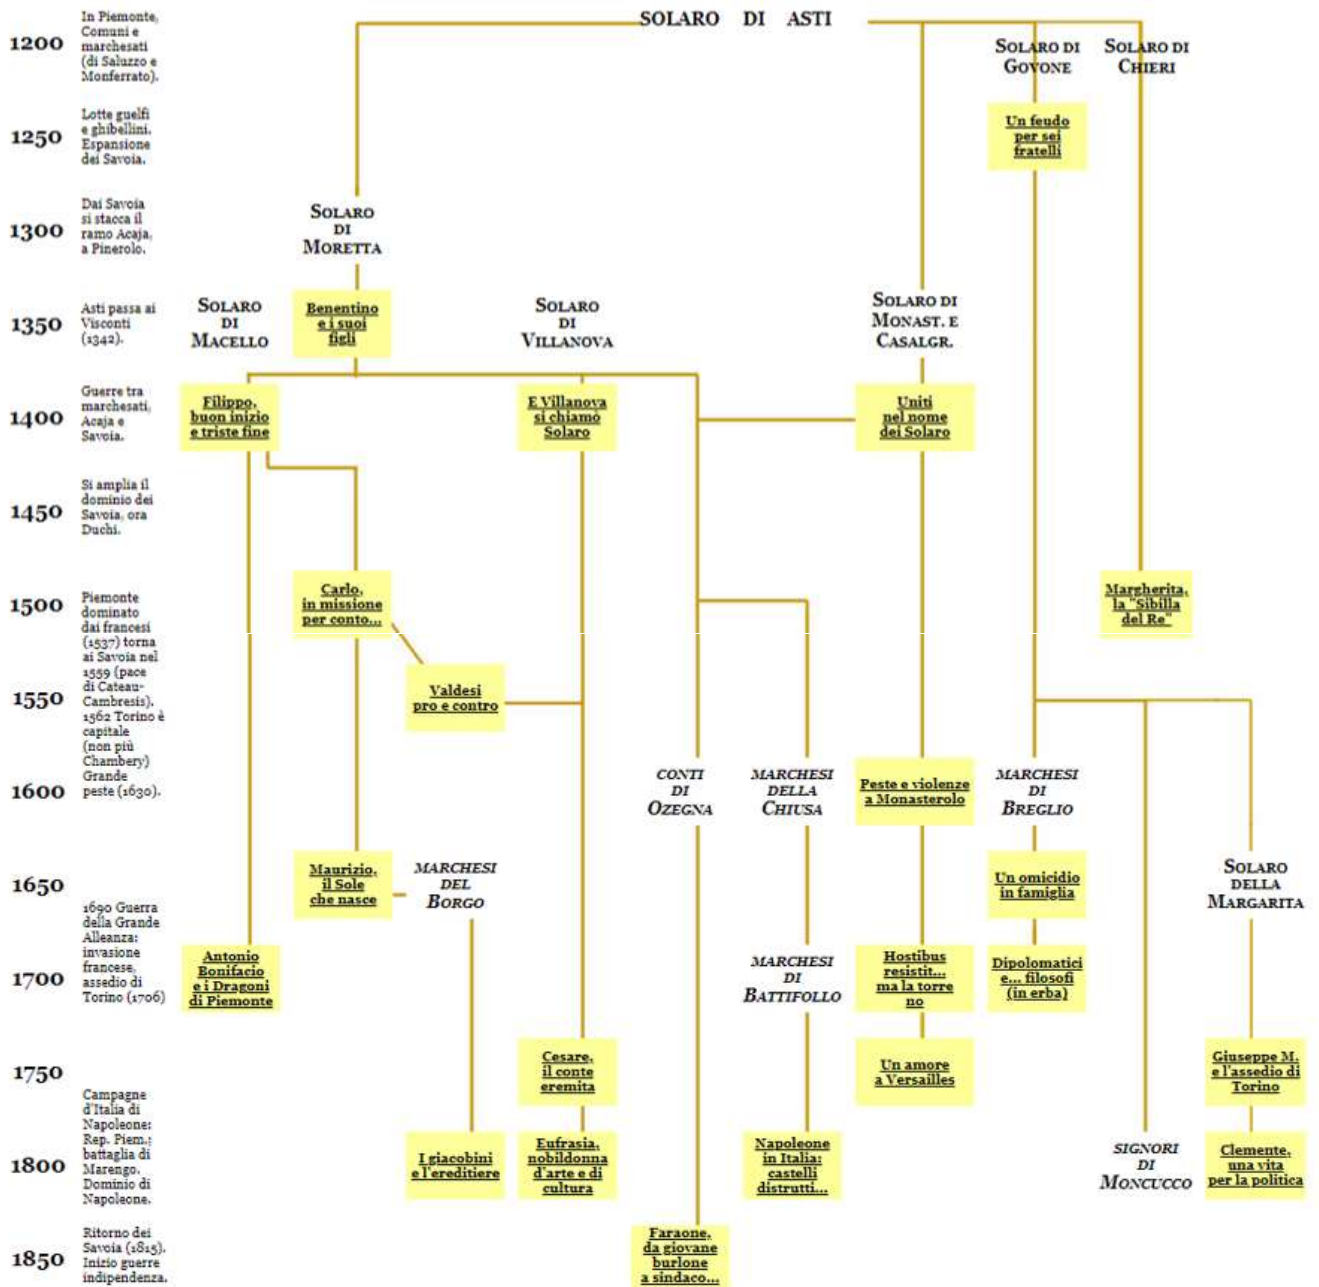 SOLARO DI ASTI
1200
In Piemonte,
Comuni e
marchesati
(di Saluzzo e
Monferrato).
SOLARO DI
GOVONE
SOLARO DI
CHIERI
1250
Lotte guelfi
e ghibellini.
Espansione
dei Savoia.
Un feudo
per sei
fratelli
1300
Dai Savoia
si stacca il
ramo Acaja,
a Pinerolo.
SOLARO
DI
MORETTA
1350
Asti passa ai
Visconti
(1342).
SOLARO
DI
MACELLO
Benentino
e i suoi
figli
SOLARO
DI
VILLANOVA
SOLARO DI
MONAST. E
CASALGR.
1400
Guerre tra
marchesati,
Acaja e
Savoia.
Filippo,
buon inizio
e triste fine
E Villanova
si chiamò
Solaro
Uniti
nel nome
dei Solaro
1450
Si amplia il
dominio dei
Savoia, ora
Duchi.
1500
Piemonte
dominato
dai francesi
(1537) torna
ai Savoia nel
1559 (pace
di Cateau-
Cambresis).
1562 Torino è
capitale
(non più
Chambery)
Grande
peste (1630).
Carlo,
in missione
per conto...
Margherita,
la "Sibilla
del Re"
1550
Valdesi
pro e contro
1600
CONTI
DI
OZEGNA
MARCHESI
DELLA
CHIUSA
Peste e violenze
a Monasterolo
MARCHESI
DI
BREGLIO
1650
Maurizio,
il Sole
che nasce
MARCHESI
DEL
BORGO
Un omicidio
in famiglia
SOLARO
DELLA
MARGARITA
1700
1690 Guerra
della Grande
Alleanza:
invasione
francese,
assedio di
Torino (1706)
Antonio
Bonifacio
e i Dragoni
di Piemonte
MARCHESI
DI
BATTIFOLLO
Hostibus
resistit...
ma la torre
no
Dipolomatici
e... filosofi
(in erba)
1750
Cesare,
il conte
eremita
Un amore
a Versailles
Giuseppe M.
e l'assedio di
Torino
1800
Campagne
d'Italia di
Napoleone:
Rep. Piem.;
battaglia di
Marengo.
Dominio di
Napoleone.
I giacobini
e l'ereditiere
Eufrasia,
nobildonna
d'arte e di
cultura
Napoleone
in Italia:
castelli
distrutti...
SIGNORI
DI
MONCUCCO
Clemente,
una vita
per la politica
1850
Ritorno dei
Savoia (1815).
Inizio guerre
indipendenza.
Faraone,
da giovane
burlone
a sindaco...